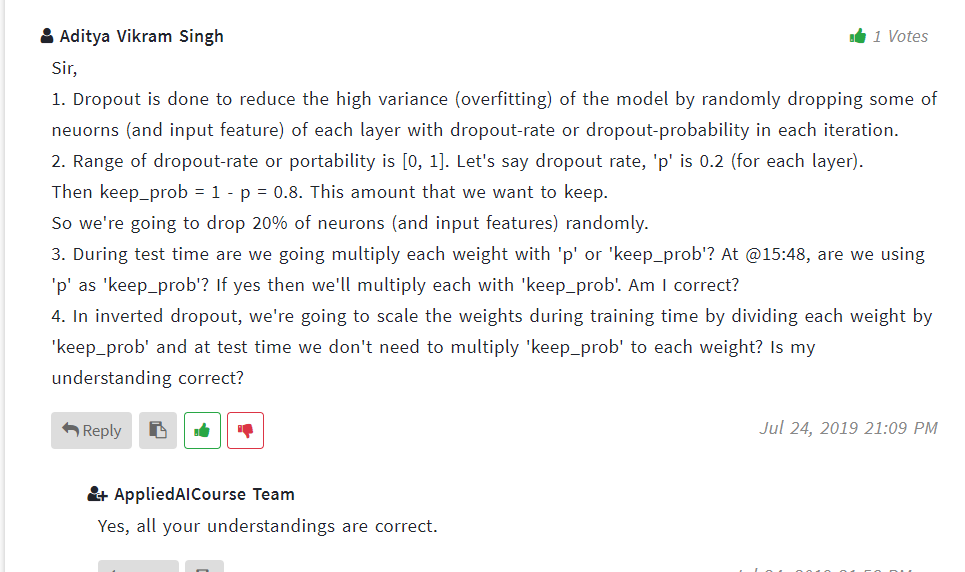 Aditya Vikram Singh
1 Votes
Sir,
1. Dropout is done to reduce the high variance (overfitting) of the model by randomly dropping some of
neuorns (and input feature) of each layer with dropout-rate or dropout-probability in each iteration.
2. Range of dropout-rate or portability is [0, 1]. Let's say dropout rate, 'p' is 0.2 (for each layer).
Then keep_prob = 1 - p = 0.8. This amount that we want to keep.
So we're going to drop 20% of neurons (and input features) randomly.
3. During test time are we going multiply each weight with 'p' or 'keep_prob'? At @15:48, are we using
'p' as 'keep_prob'? If yes then we'll multiply each with 'keep_prob'. Am I correct?
4. In inverted dropout, we're going to scale the weights during training time by dividing each weight by
'keep_prob' and at test time we don't need to multiply 'keep_prob' to each weight? Is my
understanding correct?
Reply
Jul 24, 2019 21:09 PM
AppliedAICourse Team
Yes, all your understandings are correct.